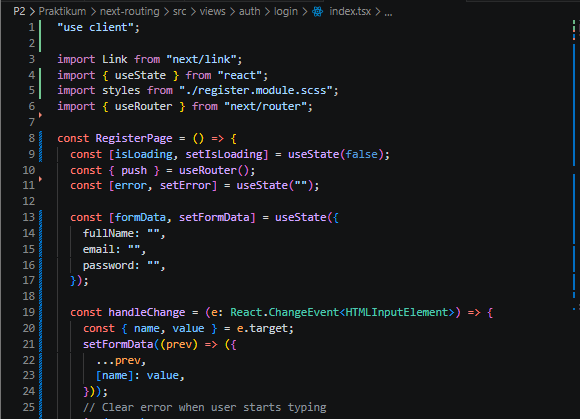 P2 > Praktikum > next-routing > src > views > auth > login > index.tsx > ...
1 "use client";
2
3 import Link from "next/link";
4 import { useState } from "react";
5 import styles from "./register.module.scss";
6 import { useRouter } from "next/router";
7
8 const RegisterPage = () => {
9 const [isLoading, setIsLoading] = useState(false);
10 const { push } = useRouter();
11 const [error, setError] = useState("");
12
13 const [formData, setFormData] = useState({
14 fullName: "",
15 email: "",
16 password: "",
17 });
18
19 const handleChange = (e: React.ChangeEvent<HTMLInputElement>) => {
20 const { name, value } = e.target;
21 setFormData((prev) => ({
22 ...prev,
23 [name]: value,
24 }));
25 // Clear error when user starts typing